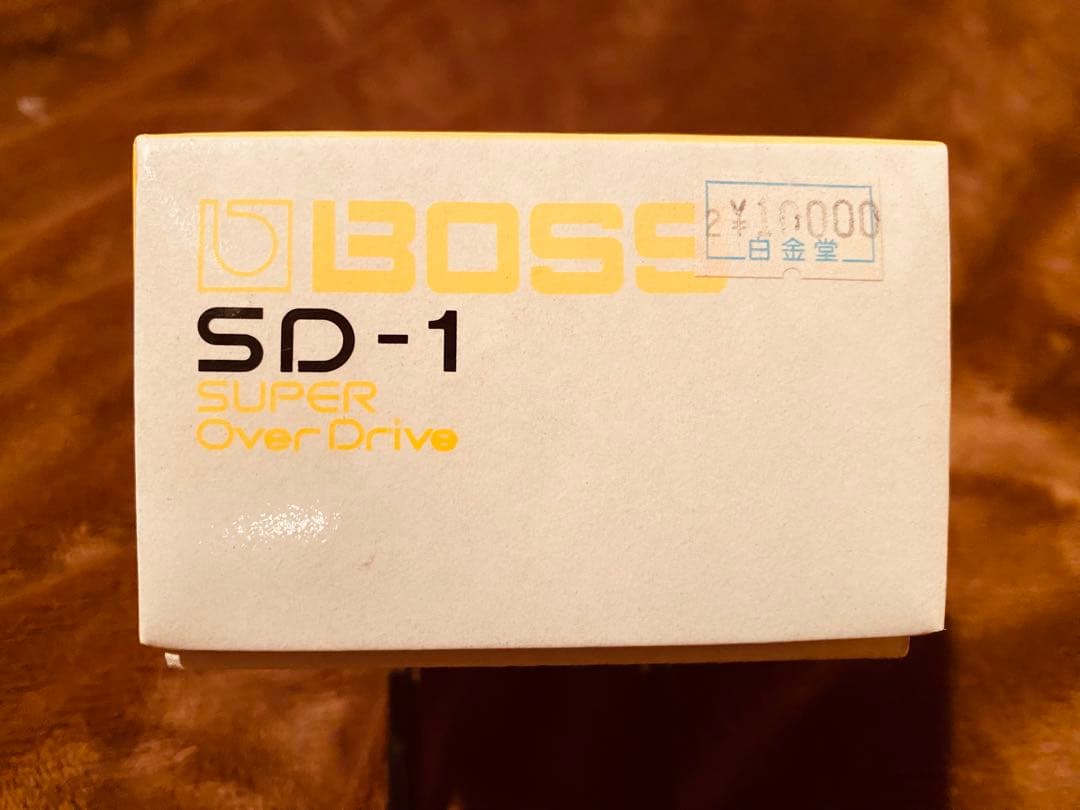 BOSS
2 ¥10000
白金堂
SD-1
SUPER
Over Drive